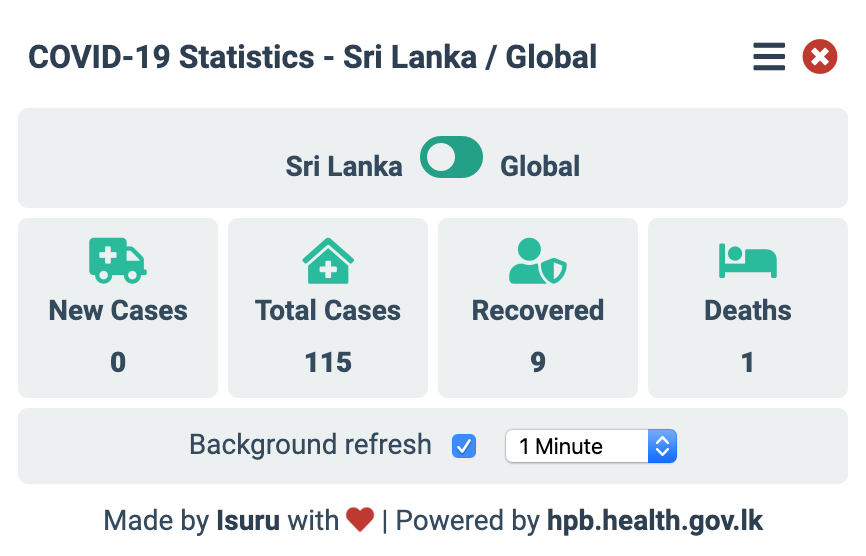 COVID-19 Statistics - Sri Lanka / Global
Sri Lanka Global
New Cases Total Cases Recovered Deaths
0 115 9 1
Background refresh 1 Minute
Made by Isuru with ❤ | Powered by hpb.health.gov.lk